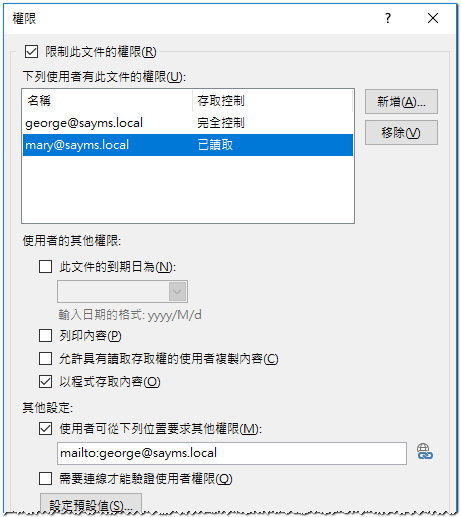 權限
限制此文件的權限(R)
下列使用者有此文件的權限(U):
名稱 存取控制
george@sayms.local 完全控制
mary@sayms.local 已讀取
新增(A)...
移除(V)
使用者的其他權限:
此文件的到期日為(N):
輸入日期的格式: yyyy/M/d
列印內容(P)
允許具有讀取存取權的使用者複製內容(C)
以程式存取內容(O)
其他設定:
使用者可從下列位置要求其他權限(M):
mailto:george@sayms.local
需要連線才能驗證使用者權限(Q)
設定預設值(S)...